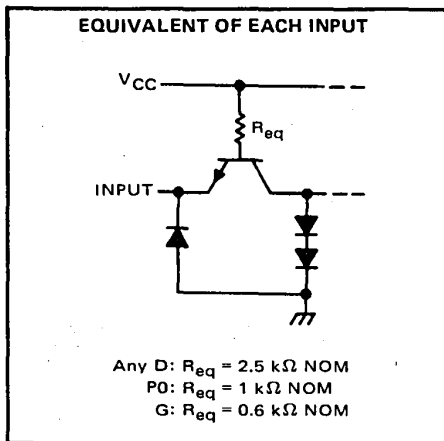 EQUIVALENT OF EACH INPUT
VCC
Req
INPUT
Any D: Req = 2.5 kΩ NOM
P0: Req = 1 kΩ NOM
G: Req = 0.6 kΩ NOM